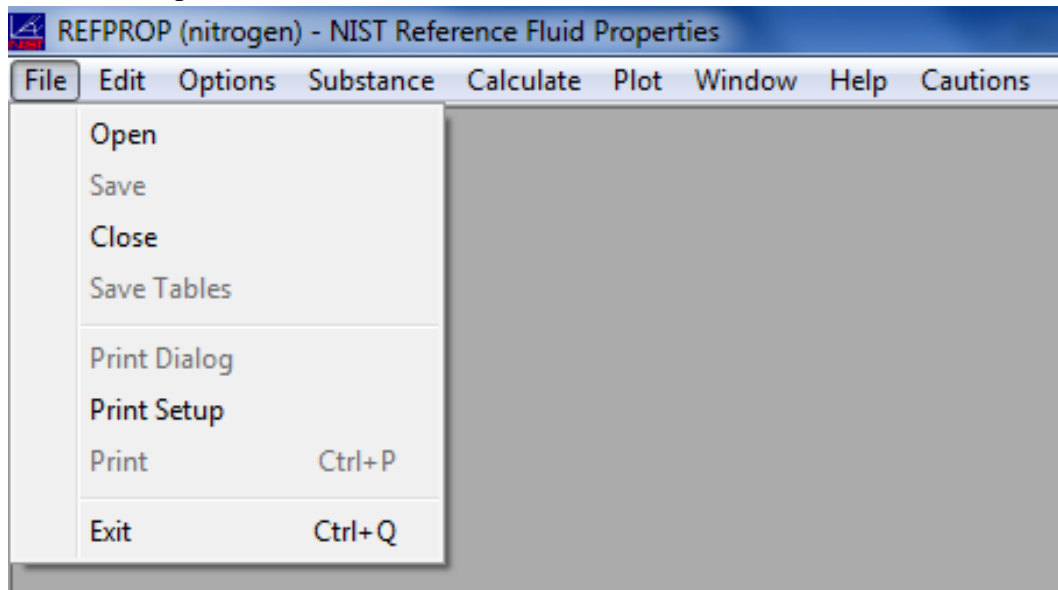 NIST REFPROP (nitrogen) - NIST Reference Fluid Properties
File Edit Options Substance Calculate Plot Window Help Cautions
Open
Save
Close
Save Tables
Print Dialog
Print Setup
Print Ctrl+P
Exit Ctrl+Q